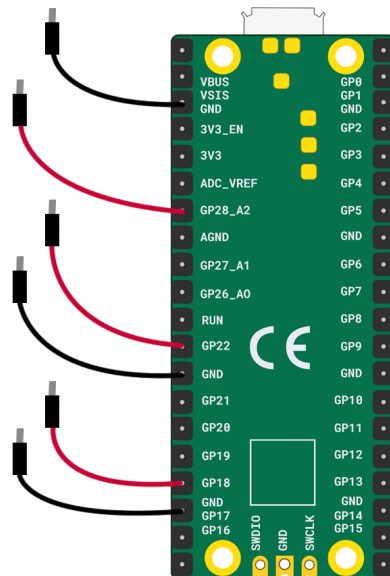 VBUS GP0
VSIS GP1
GND GND
3V3_EN GP2
3V3 GP3
ADC_VREF GP4
GP28_A2 GP5
AGND GND
GP27_A1 GP6
GP26_A0 GP7
RUN GP8
GP22 GP9
GND GND
GP21 GP10
GP20 GP11
GP19 GP12
GP18 GP13
GND GND
GP17 GP14
GP16 GP15
SWDIO GND SWCLK
CE